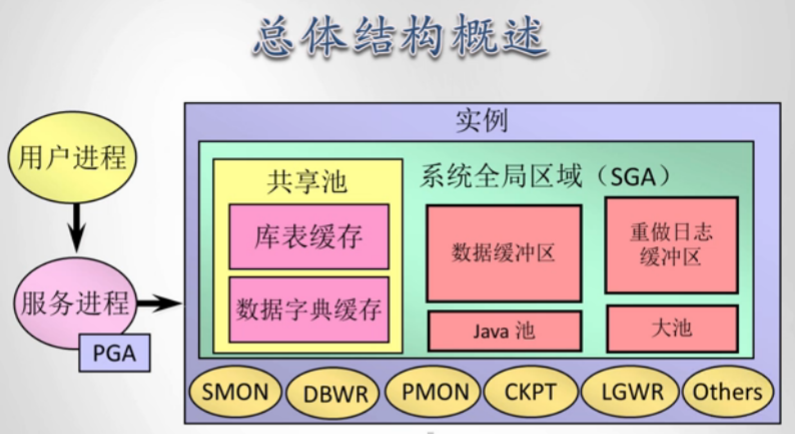 总体结构概述
实例
用户进程
共享池
系统全局区域（SGA）
库表缓存
数据缓冲区
重做日志
缓冲区
服务进程
数据字典缓存
Java 池
大池
PGA
SMON
DBWR
PMON
CKPT
LGWR
Others